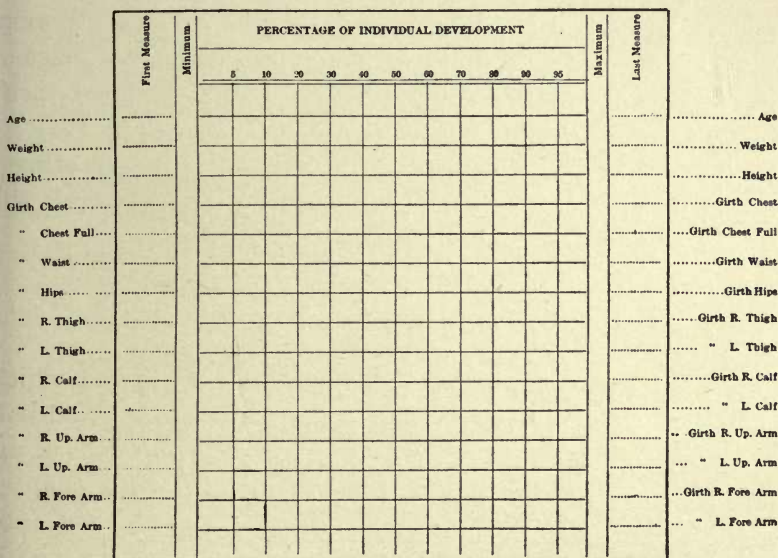 PERCENTAGE OF INDIVIDUAL DEVELOPMENT
First Measure Minimum Maximum Last Measure
5 10 20 30 40 50 60 70 80 90 95
Age Age
Weight Weight
Height Height
Girth Chest Girth Chest
" Chest Full Girth Chest Full
" Waist Girth Waist
" Hips Girth Hips
" R. Thigh Girth R. Thigh
" L. Thigh " L. Thigh
" R. Calf Girth R. Calf
" L. Calf " L. Calf
" R. Up. Arm Girth R. Up. Arm
" L. Up. Arm " L. Up. Arm
" R. Fore Arm Girth R. Fore Arm
" L. Fore Arm " L. Fore Arm